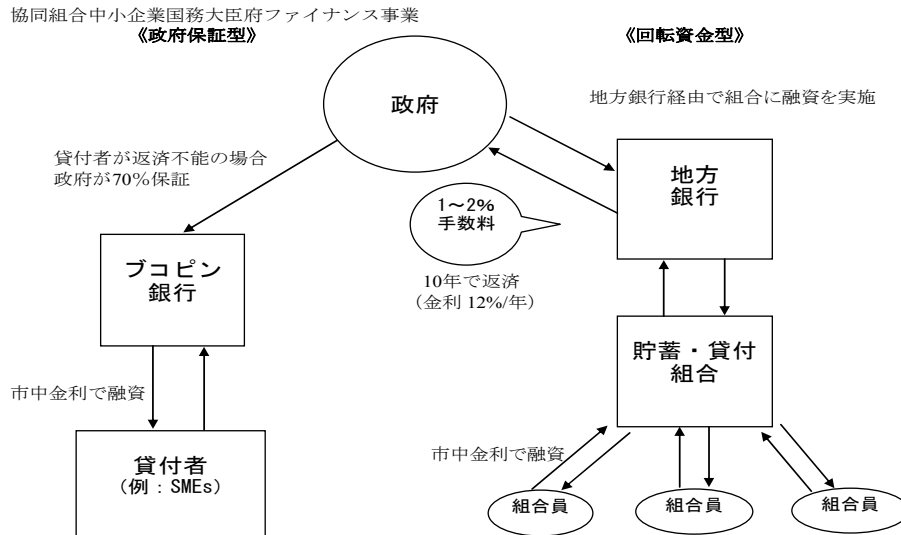 協同組合中小企業国務大臣府ファイナンス事業
《政府保証型》
《回転資金型》
政府
地方銀行経由で組合に融資を実施
貸付者が返済不能の場合
政府が70%保証
地方
銀行
1~2%
手数料
ブコピン
銀行
10年で返済
(金利 12%/年)
貯蓄・貸付
組合
市中金利で融資
市中金利で融資
貸付者
(例:SMEs)
組合員
組合員
組合員